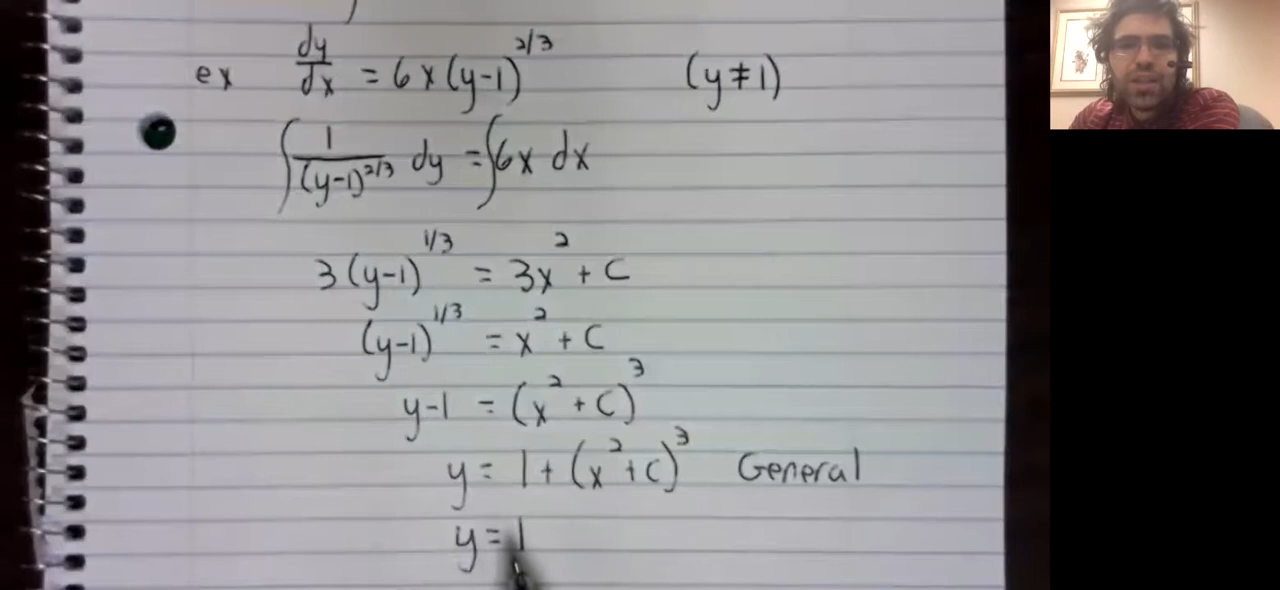 ex dy/dx = 6x(y-1)^2/3 (y≠1)
∫ 1/(y-1)^2/3 dy = ∫6x dx
3(y-1)^1/3 = 3x^2 + C
(y-1)^1/3 = x^2 + C
y-1 = (x^2 + C)^3
y = 1 + (x^2 + C)^3 General
y = 1